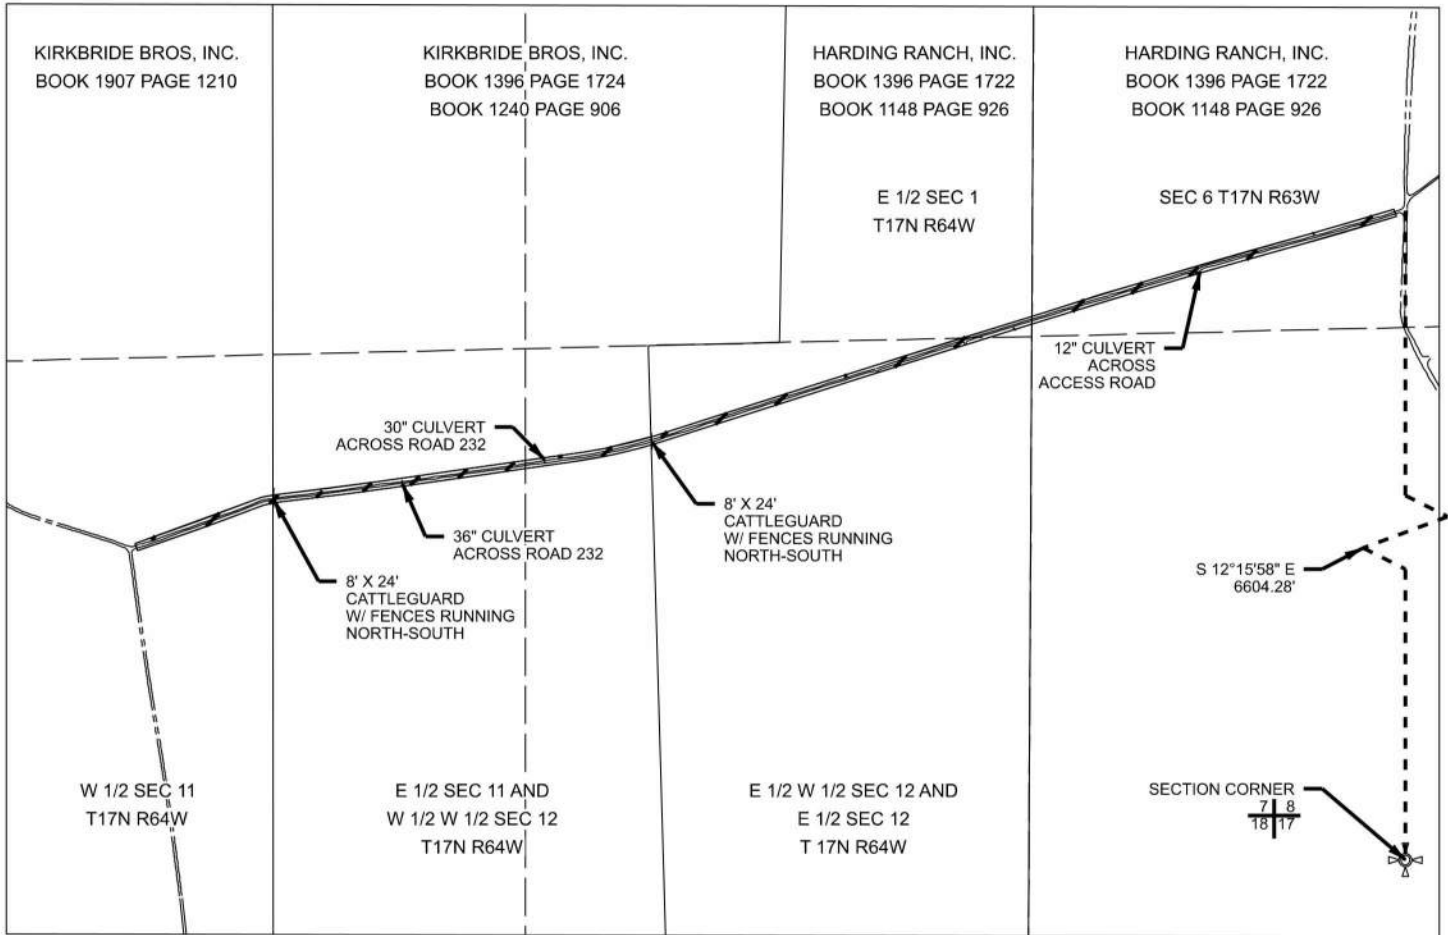 KIRKBRIDE BROS, INC.
BOOK 1907 PAGE 1210
KIRKBRIDE BROS, INC.
BOOK 1396 PAGE 1724
BOOK 1240 PAGE 906
HARDING RANCH, INC.
BOOK 1396 PAGE 1722
BOOK 1148 PAGE 926
HARDING RANCH, INC.
BOOK 1396 PAGE 1722
BOOK 1148 PAGE 926
E 1/2 SEC 1
T17N R64W
SEC 6 T17N R63W
12" CULVERT
ACROSS
ACCESS ROAD
30" CULVERT
ACROSS ROAD 232
36" CULVERT
ACROSS ROAD 232
8' X 24'
CATTLEGUARD
W/ FENCES RUNNING
NORTH-SOUTH
8' X 24'
CATTLEGUARD
W/ FENCES RUNNING
NORTH-SOUTH
S 12°15'58" E
6604.28'
W 1/2 SEC 11
T17N R64W
E 1/2 SEC 11 AND
W 1/2 W 1/2 SEC 12
T17N R64W
E 1/2 W 1/2 SEC 12 AND
E 1/2 SEC 12
T 17N R64W
SECTION CORNER
7 8
18 17